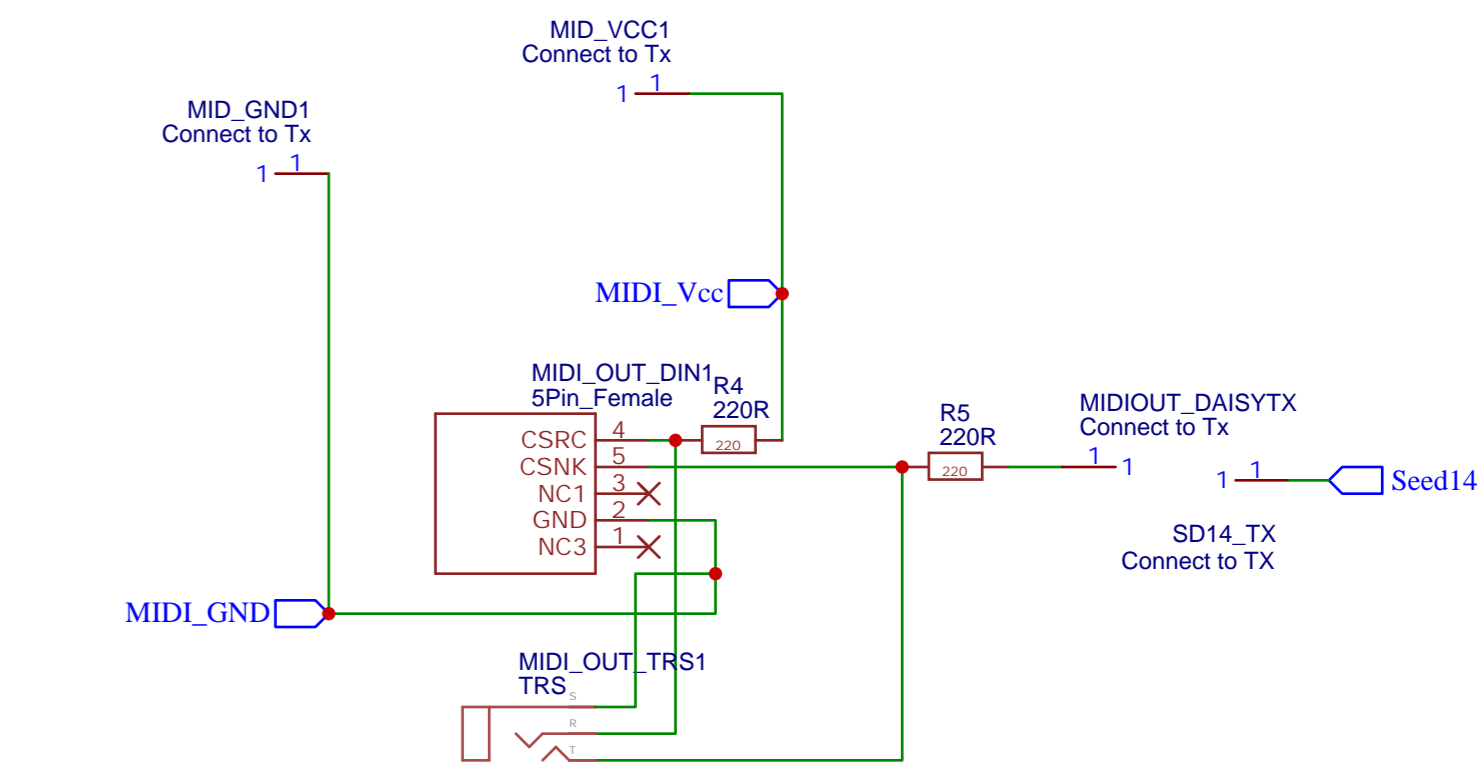 MID_VCC1
Connect to Tx
1
1
MID_GND1
Connect to Tx
1
1
MIDI_Vcc
MIDI_OUT_DIN1
5Pin_Female
R4
220R
220
CSRC 4
CSNK 5
NC1 3
GND 2
NC3 1
R5
220R
220
MIDIOUT_DAISYTX
Connect to Tx
1
1
1
1
Seed14
SD14_TX
Connect to TX
MIDI_GND
MIDI_OUT_TRS1
TRS
S
R
T